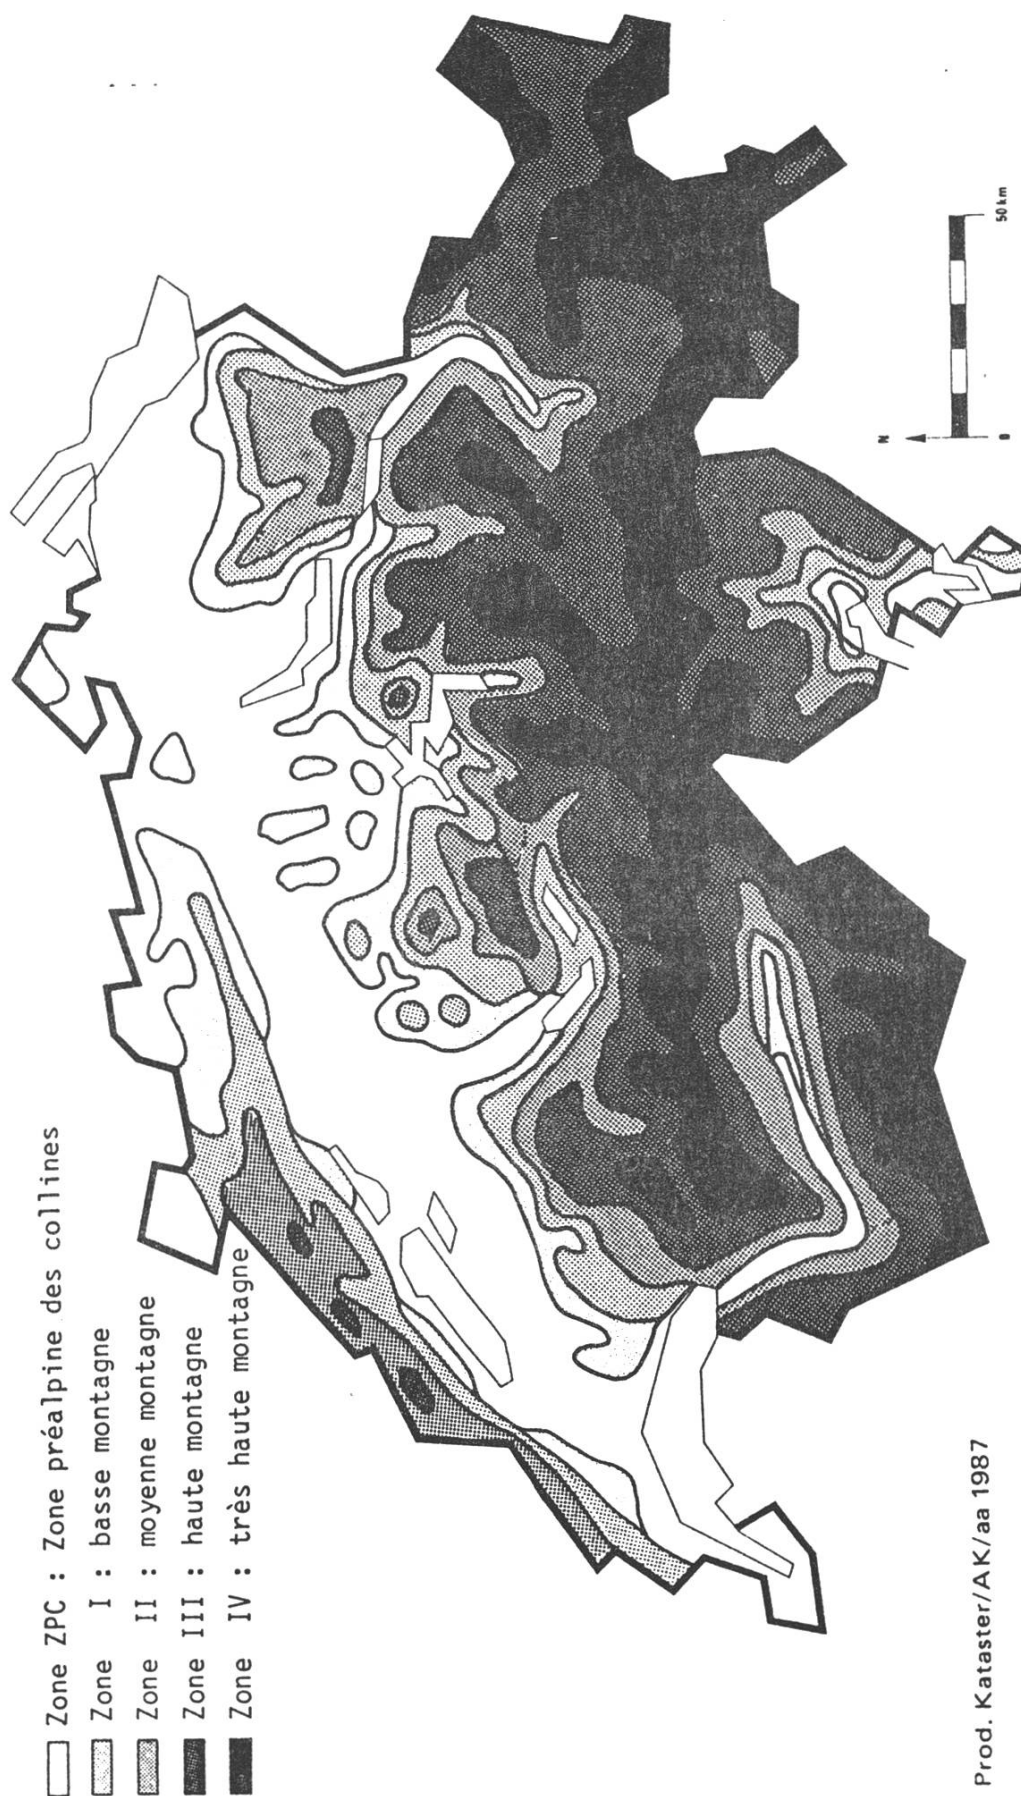 Zone ZPC : Zone préalpine des collines
Zone I : basse montagne
Zone II : moyenne montagne
Zone III : haute montagne
Zone IV : très haute montagne
N
0
50 km
Prod. Kataster/AK/aa 1987